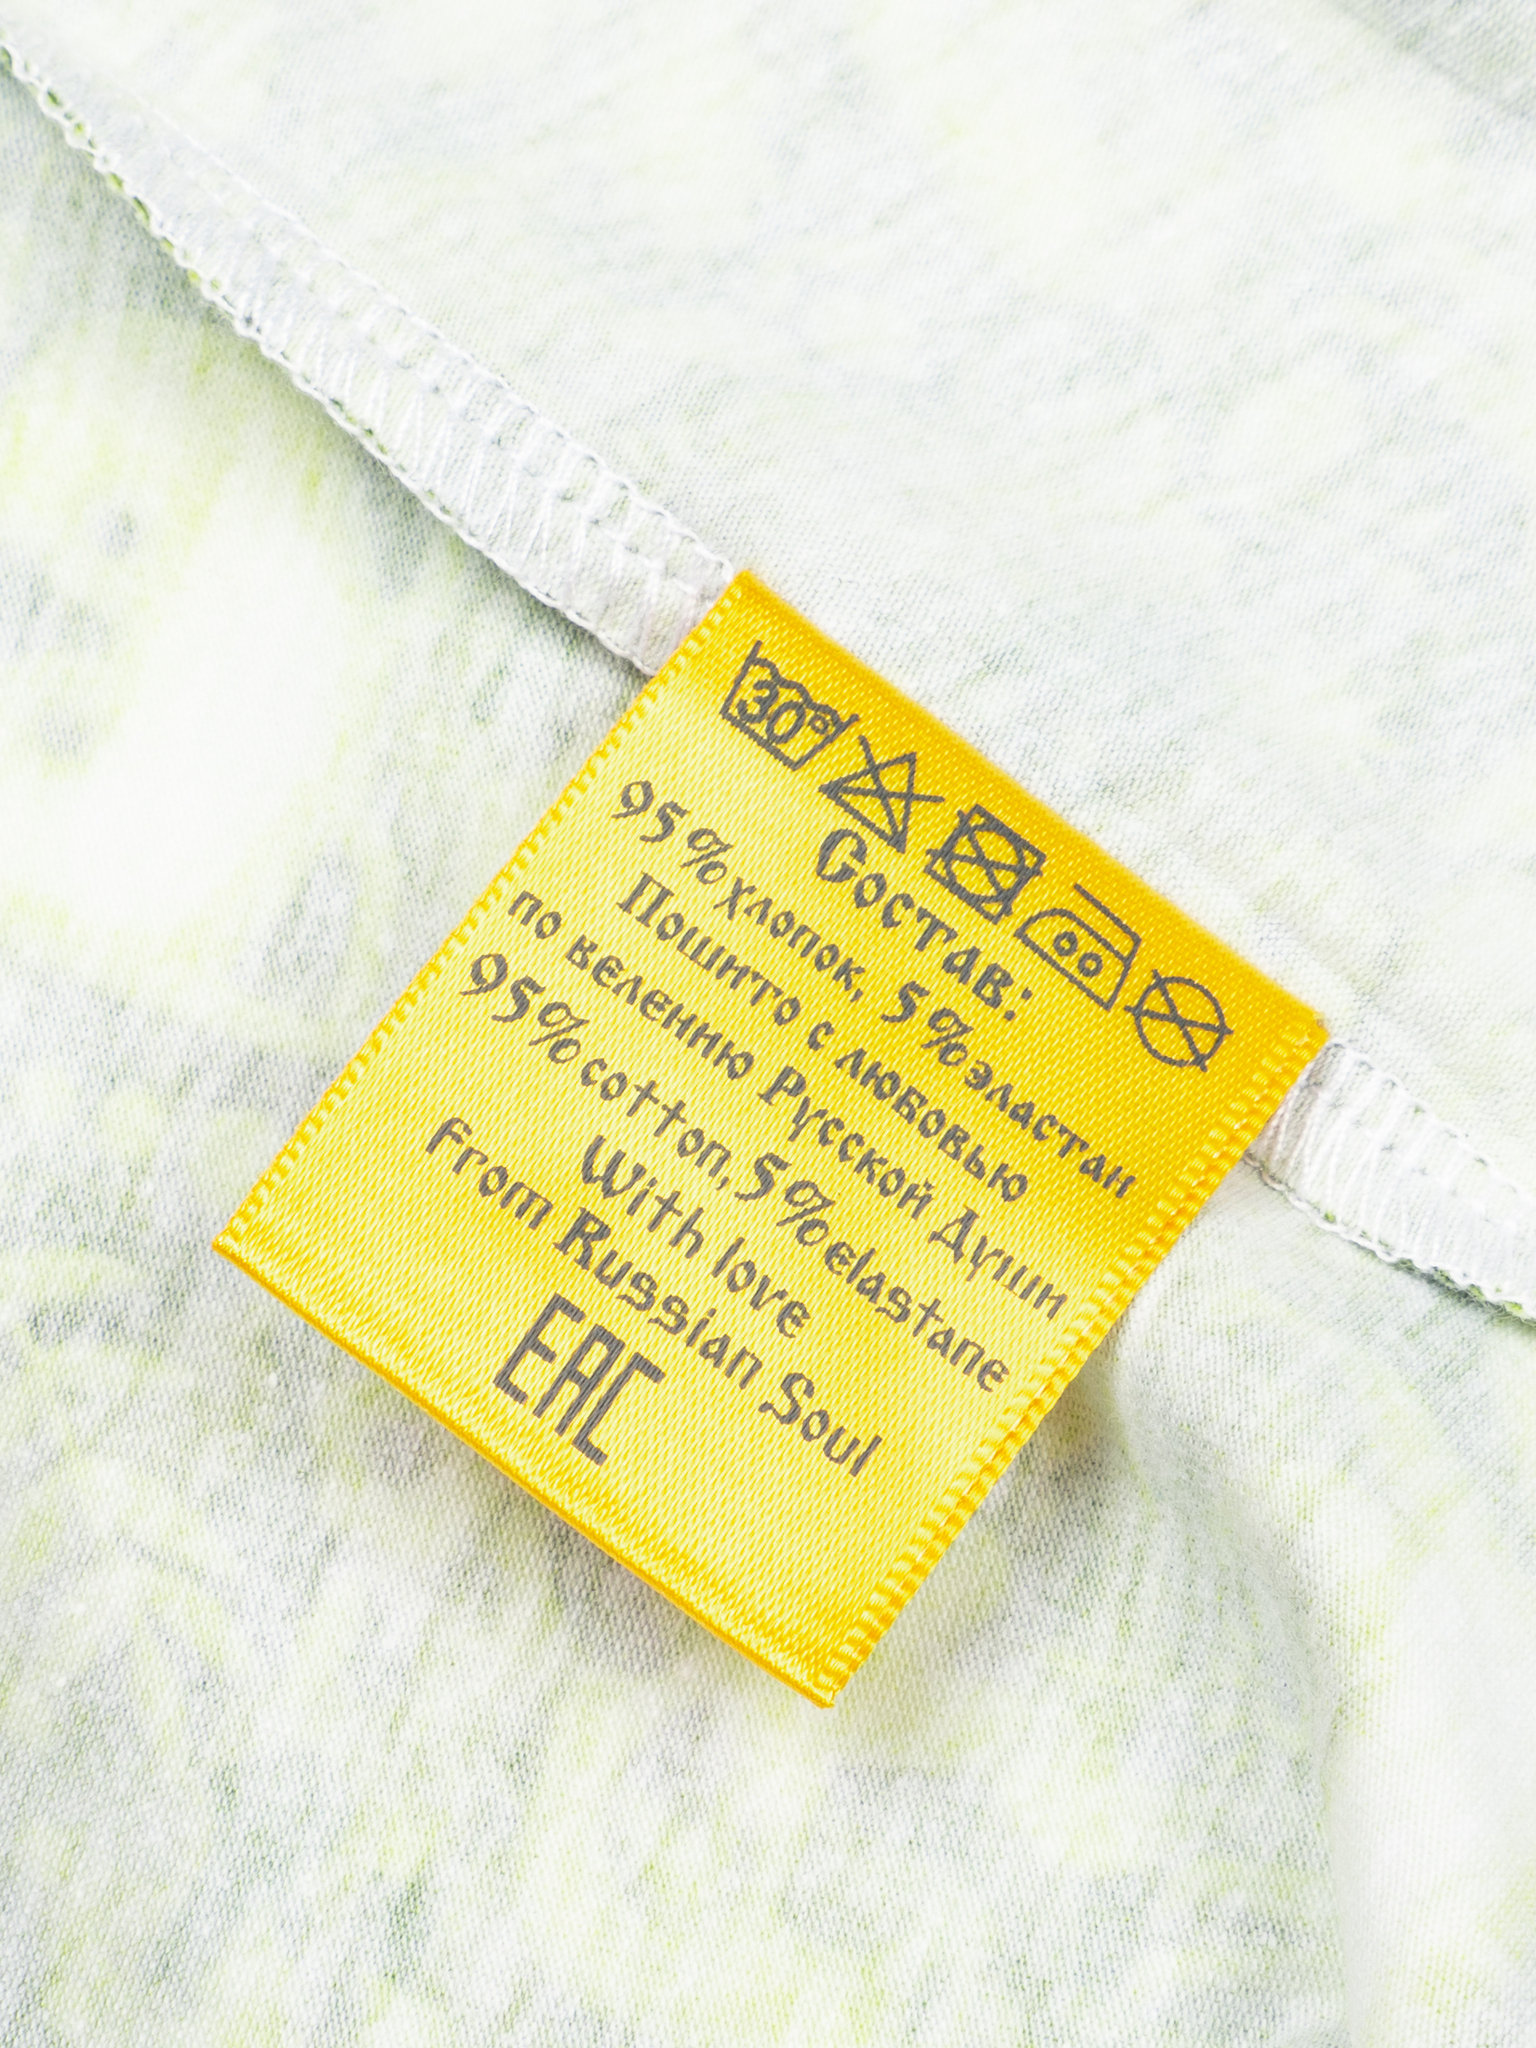 30°
Состав:
95% хлопок, 5% эластан
Пошито с любовью
по велению Русской Души
95% cotton, 5% elastane
With love
from Russian Soul
EAC